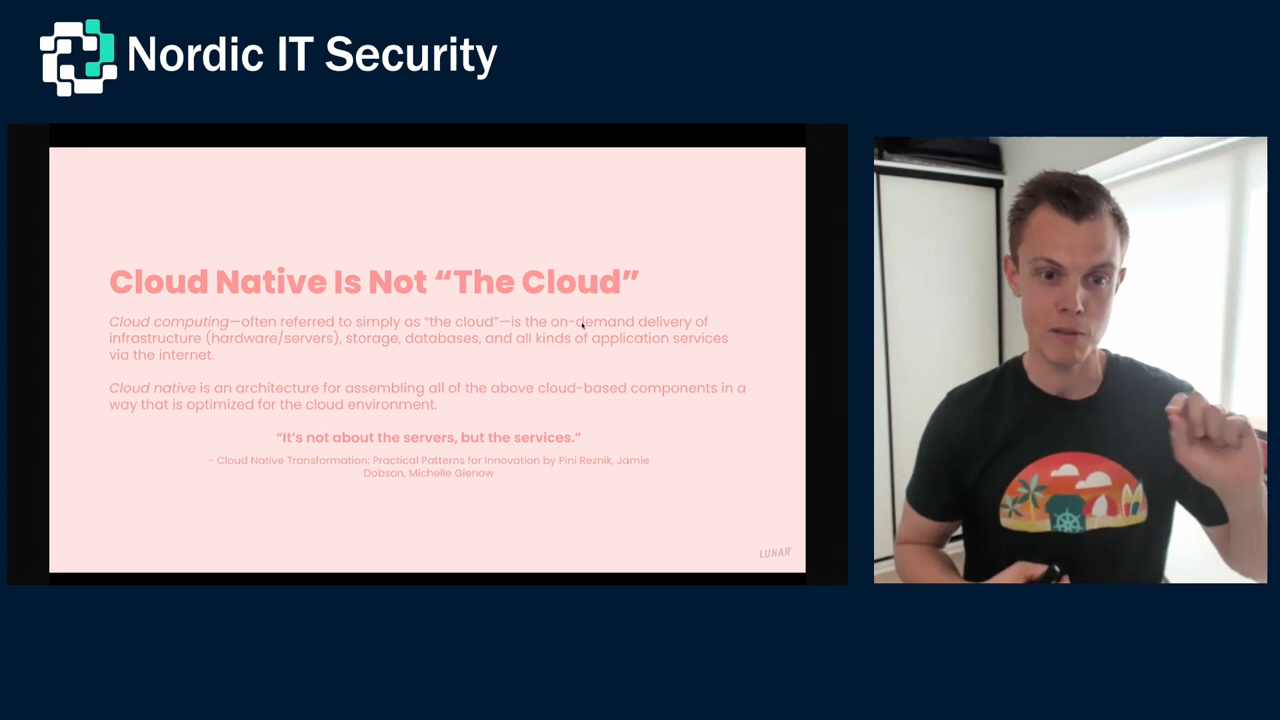 Nordic IT Security
Cloud Native Is Not “The Cloud”
Cloud computing—often referred to simply as “the cloud”—is the on-demand delivery of
infrastructure (hardware/servers), storage, databases, and all kinds of application services
via the internet.
Cloud native is an architecture for assembling all of the above cloud-based components in a
way that is optimized for the cloud environment.
“It’s not about the servers, but the services.”
- Cloud Native Transformation: Practical Patterns for Innovation by Pini Reznik, Jamie
Dobson, Michelle Gienow
LUNAR